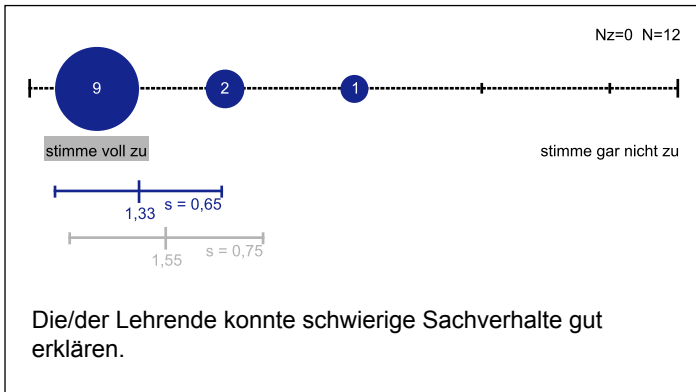 Nz=0 N=12
9 2 1
stimme voll zu stimme gar nicht zu
1,33 s = 0,65
1,55 s = 0,75
Die/der Lehrende konnte schwierige Sachverhalte gut
erklären.